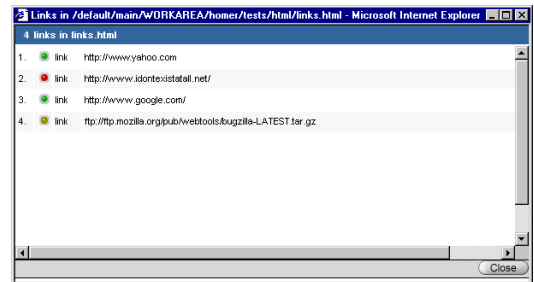 Links in /default/main/WORKAREA/homer/tests/html/links.html - Microsoft Internet Explorer
4 links in links.html
1. link http://www.yahoo.com
2. link http://www.idontexistatall.net/
3. link http://www.google.com/
4. link ftp://ftp.mozilla.org/pub/webtools/bugzilla-LATEST.tar.gz
Close